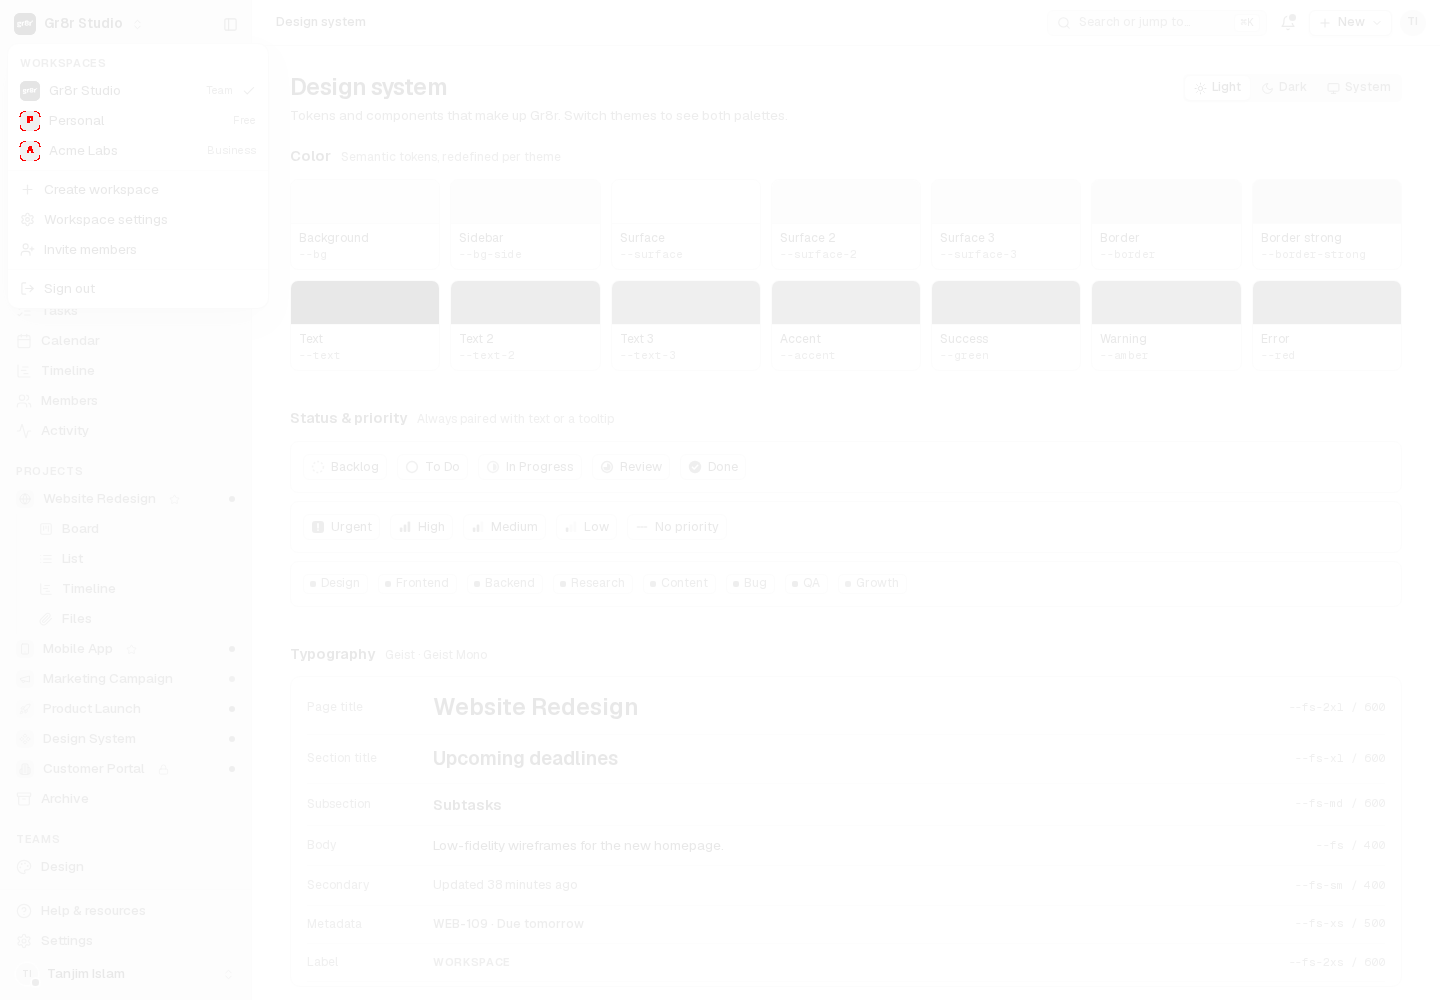 Gr8r Studio
Design system
Search or jump to...
⌘K
New
TI
WORKSPACES
gr8r Gr8r Studio Team
P Personal Free
A Acme Labs Business
Create workspace
Workspace settings
Invite members
Sign out
Tasks
Calendar
Timeline
Members
Activity
PROJECTS
Website Redesign
Board
List
Timeline
Files
Mobile App
Marketing Campaign
Product Launch
Design System
Customer Portal
Archive
TEAMS
Design
Help & resources
Settings
TI Tanjim Islam
Design system
Light Dark System
Tokens and components that make up Gr8r. Switch themes to see both palettes.
Color Semantic tokens, redefined per theme
Background Sidebar Surface Surface 2 Surface 3 Border Border strong
--bg --bg-side --surface --surface-2 --surface-3 --border --border-strong
Text Text 2 Text 3 Accent Success Warning Error
--text --text-2 --text-3 --accent --green --amber --red
Status & priority Always paired with text or a tooltip
Backlog To Do In Progress Review Done
Urgent High Medium Low No priority
Design Frontend Backend Research Content Bug QA Growth
Typography Geist · Geist Mono
Page title Website Redesign --fs-2xl / 600
Section title Upcoming deadlines --fs-xl / 600
Subsection Subtasks --fs-md / 600
Body Low-fidelity wireframes for the new homepage. --fs / 400
Secondary Updated 38 minutes ago --fs-sm / 400
Metadata WEB-109 · Due tomorrow --fs-xs / 500
Label WORKSPACE --fs-2xs / 600